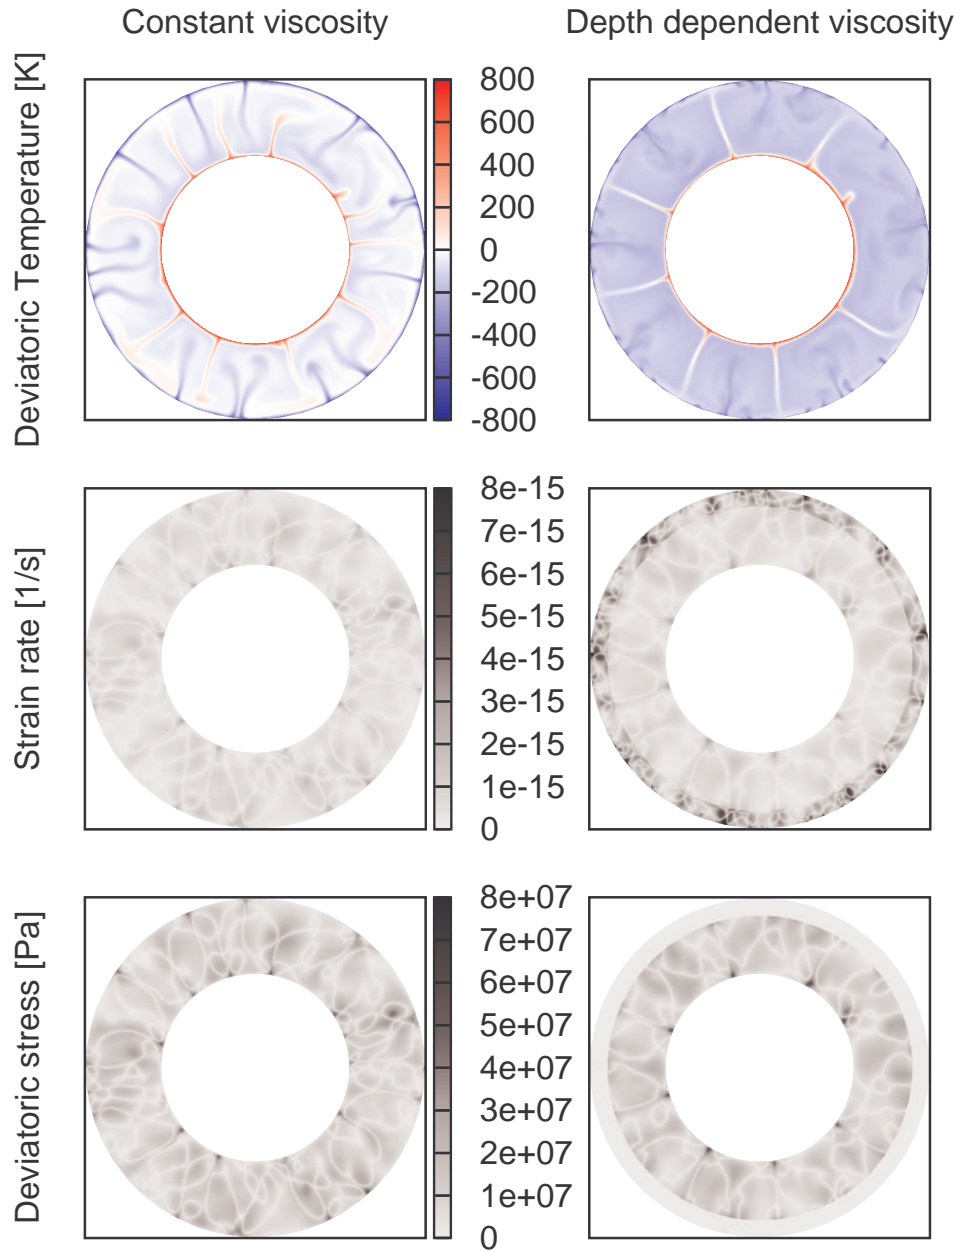 Constant viscosity
Depth dependent viscosity
Deviatoric Temperature [K]
800
600
400
200
0
-200
-400
-600
-800
Strain rate [1/s]
8e-15
7e-15
6e-15
5e-15
4e-15
3e-15
2e-15
1e-15
0
Deviatoric stress [Pa]
8e+07
7e+07
6e+07
5e+07
4e+07
3e+07
2e+07
1e+07
0